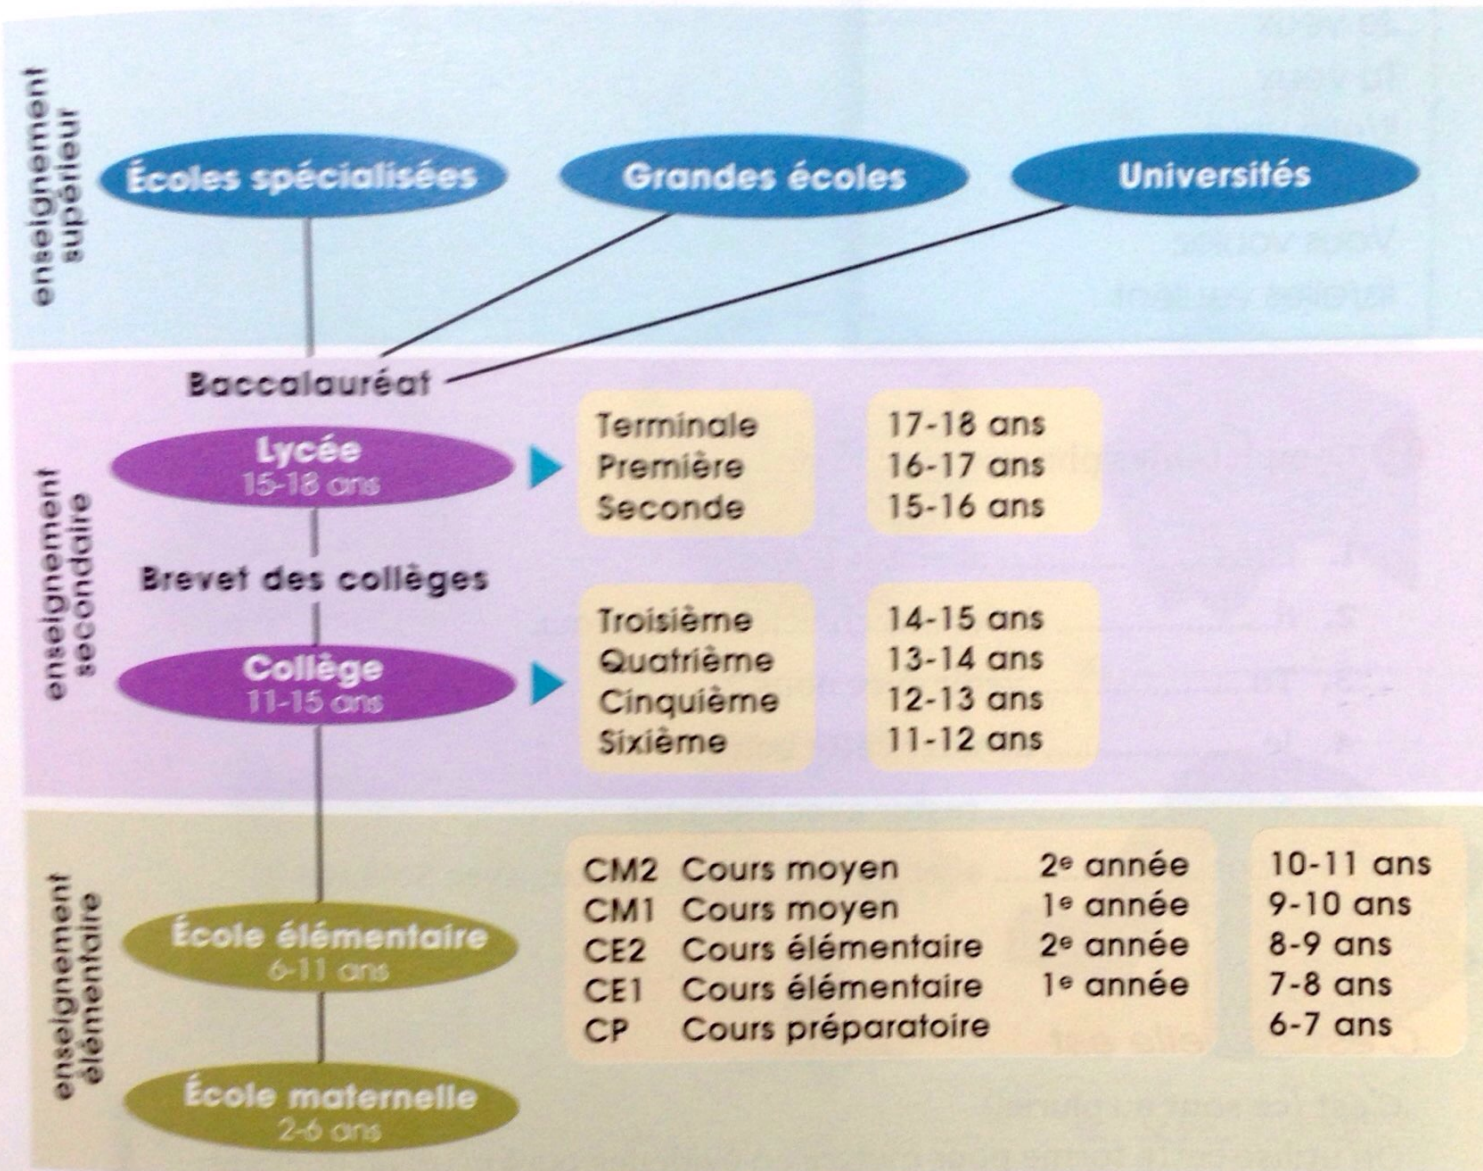 enseignement
supérieur
Écoles spécialisées
Grandes écoles
Universités
enseignement
secondaire
Baccalauréat
Lycée
15-18 ans
Terminale 17-18 ans
Première 16-17 ans
Seconde 15-16 ans
Brevet des collèges
Collège
11-15 ans
Troisième 14-15 ans
Quatrième 13-14 ans
Cinquième 12-13 ans
Sixième 11-12 ans
enseignement
élémentaire
École élémentaire
6-11 ans
CM2 Cours moyen 2e année 10-11 ans
CM1 Cours moyen 1e année 9-10 ans
CE2 Cours élémentaire 2e année 8-9 ans
CE1 Cours élémentaire 1e année 7-8 ans
CP Cours préparatoire 6-7 ans
École maternelle
2-6 ans